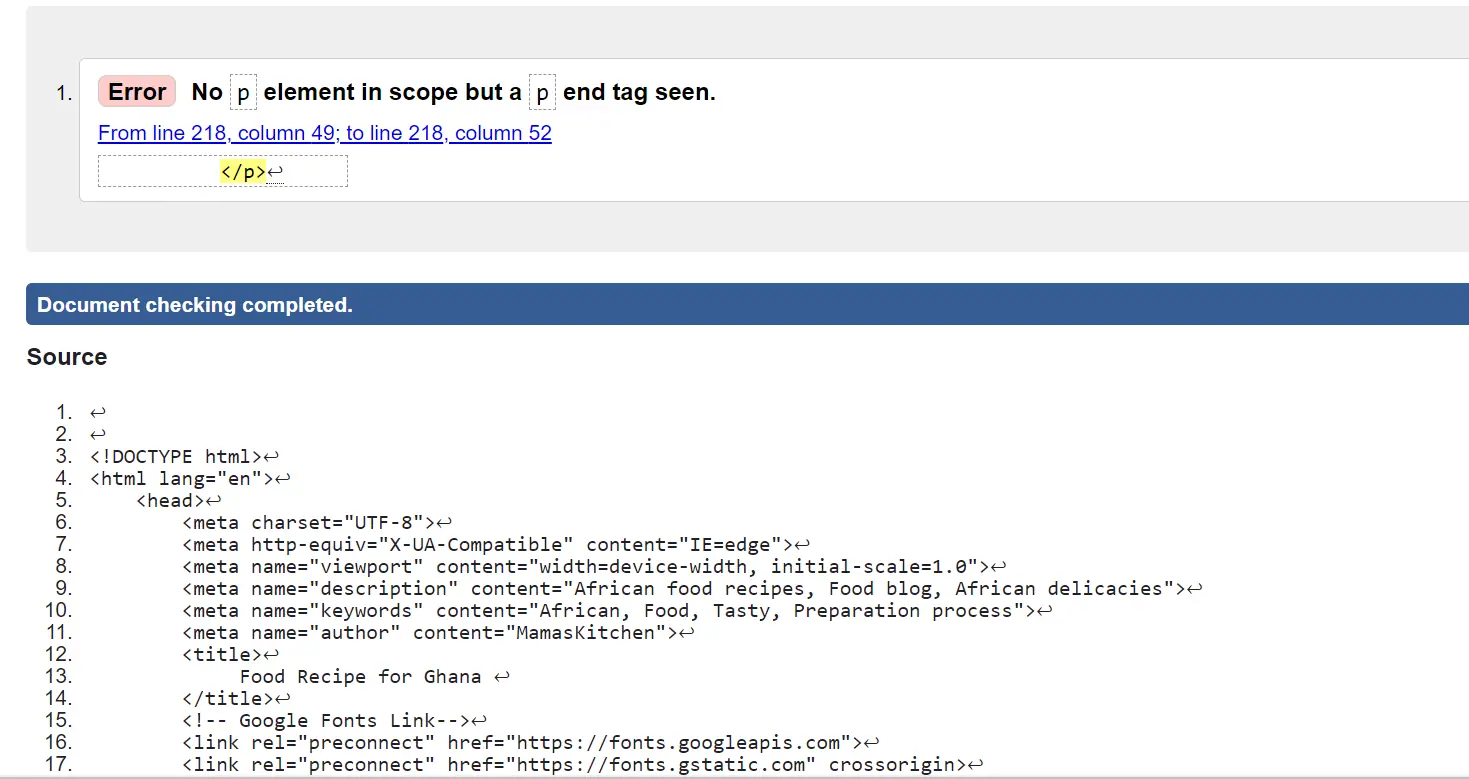 1. Error No p element in scope but a p end tag seen.
From line 218, column 49; to line 218, column 52
</p>↩
Document checking completed.
Source
1. ↩
2. ↩
3. <!DOCTYPE html>↩
4. <html lang="en">↩
5. <head>↩
6. <meta charset="UTF-8">↩
7. <meta http-equiv="X-UA-Compatible" content="IE=edge">↩
8. <meta name="viewport" content="width=device-width, initial-scale=1.0">↩
9. <meta name="description" content="African food recipes, Food blog, African delicacies">↩
10. <meta name="keywords" content="African, Food, Tasty, Preparation process">↩
11. <meta name="author" content="MamasKitchen">↩
12. <title>↩
13. Food Recipe for Ghana ↩
14. </title>↩
15. <!-- Google Fonts Link-->↩
16. <link rel="preconnect" href="https://fonts.googleapis.com">↩
17. <link rel="preconnect" href="https://fonts.gstatic.com" crossorigin>↩